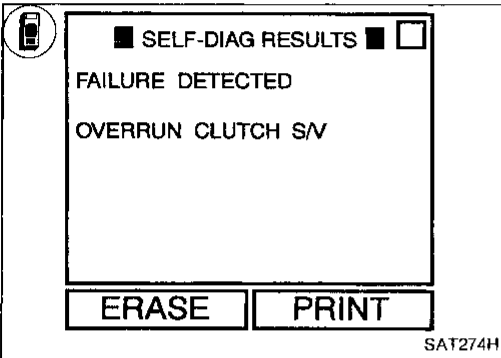 SELF-DIAG RESULTS
FAILURE DETECTED
OVERRUN CLUTCH S/V
ERASE PRINT
SAT274H